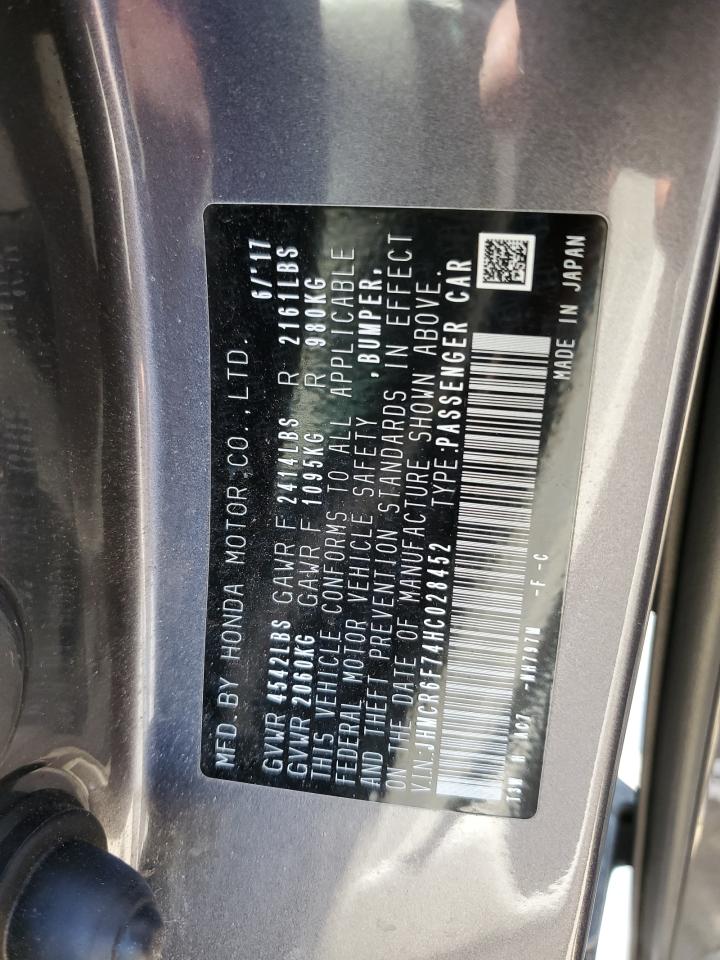 MFD.BY HONDA MOTOR CO.,LTD. 6/'17
GVWR 4542LBS GAWR F 2414LBS R 2161LBS
GVWR 2060KG GAWR F 1095KG R 980KG
THIS VEHICLE CONFORMS TO ALL APPLICABLE
FEDERAL MOTOR VEHICLE SAFETY ,BUMPER,
AND THEFT PREVENTION STANDARDS IN EFFECT
ON THE DATE OF MANUFACTURE SHOWN ABOVE.
V.I.N:JHMCR6F74HC028452 TYPE:PASSENGER CAR
AC7 -NH797M -F -C
MADE IN JAPAN